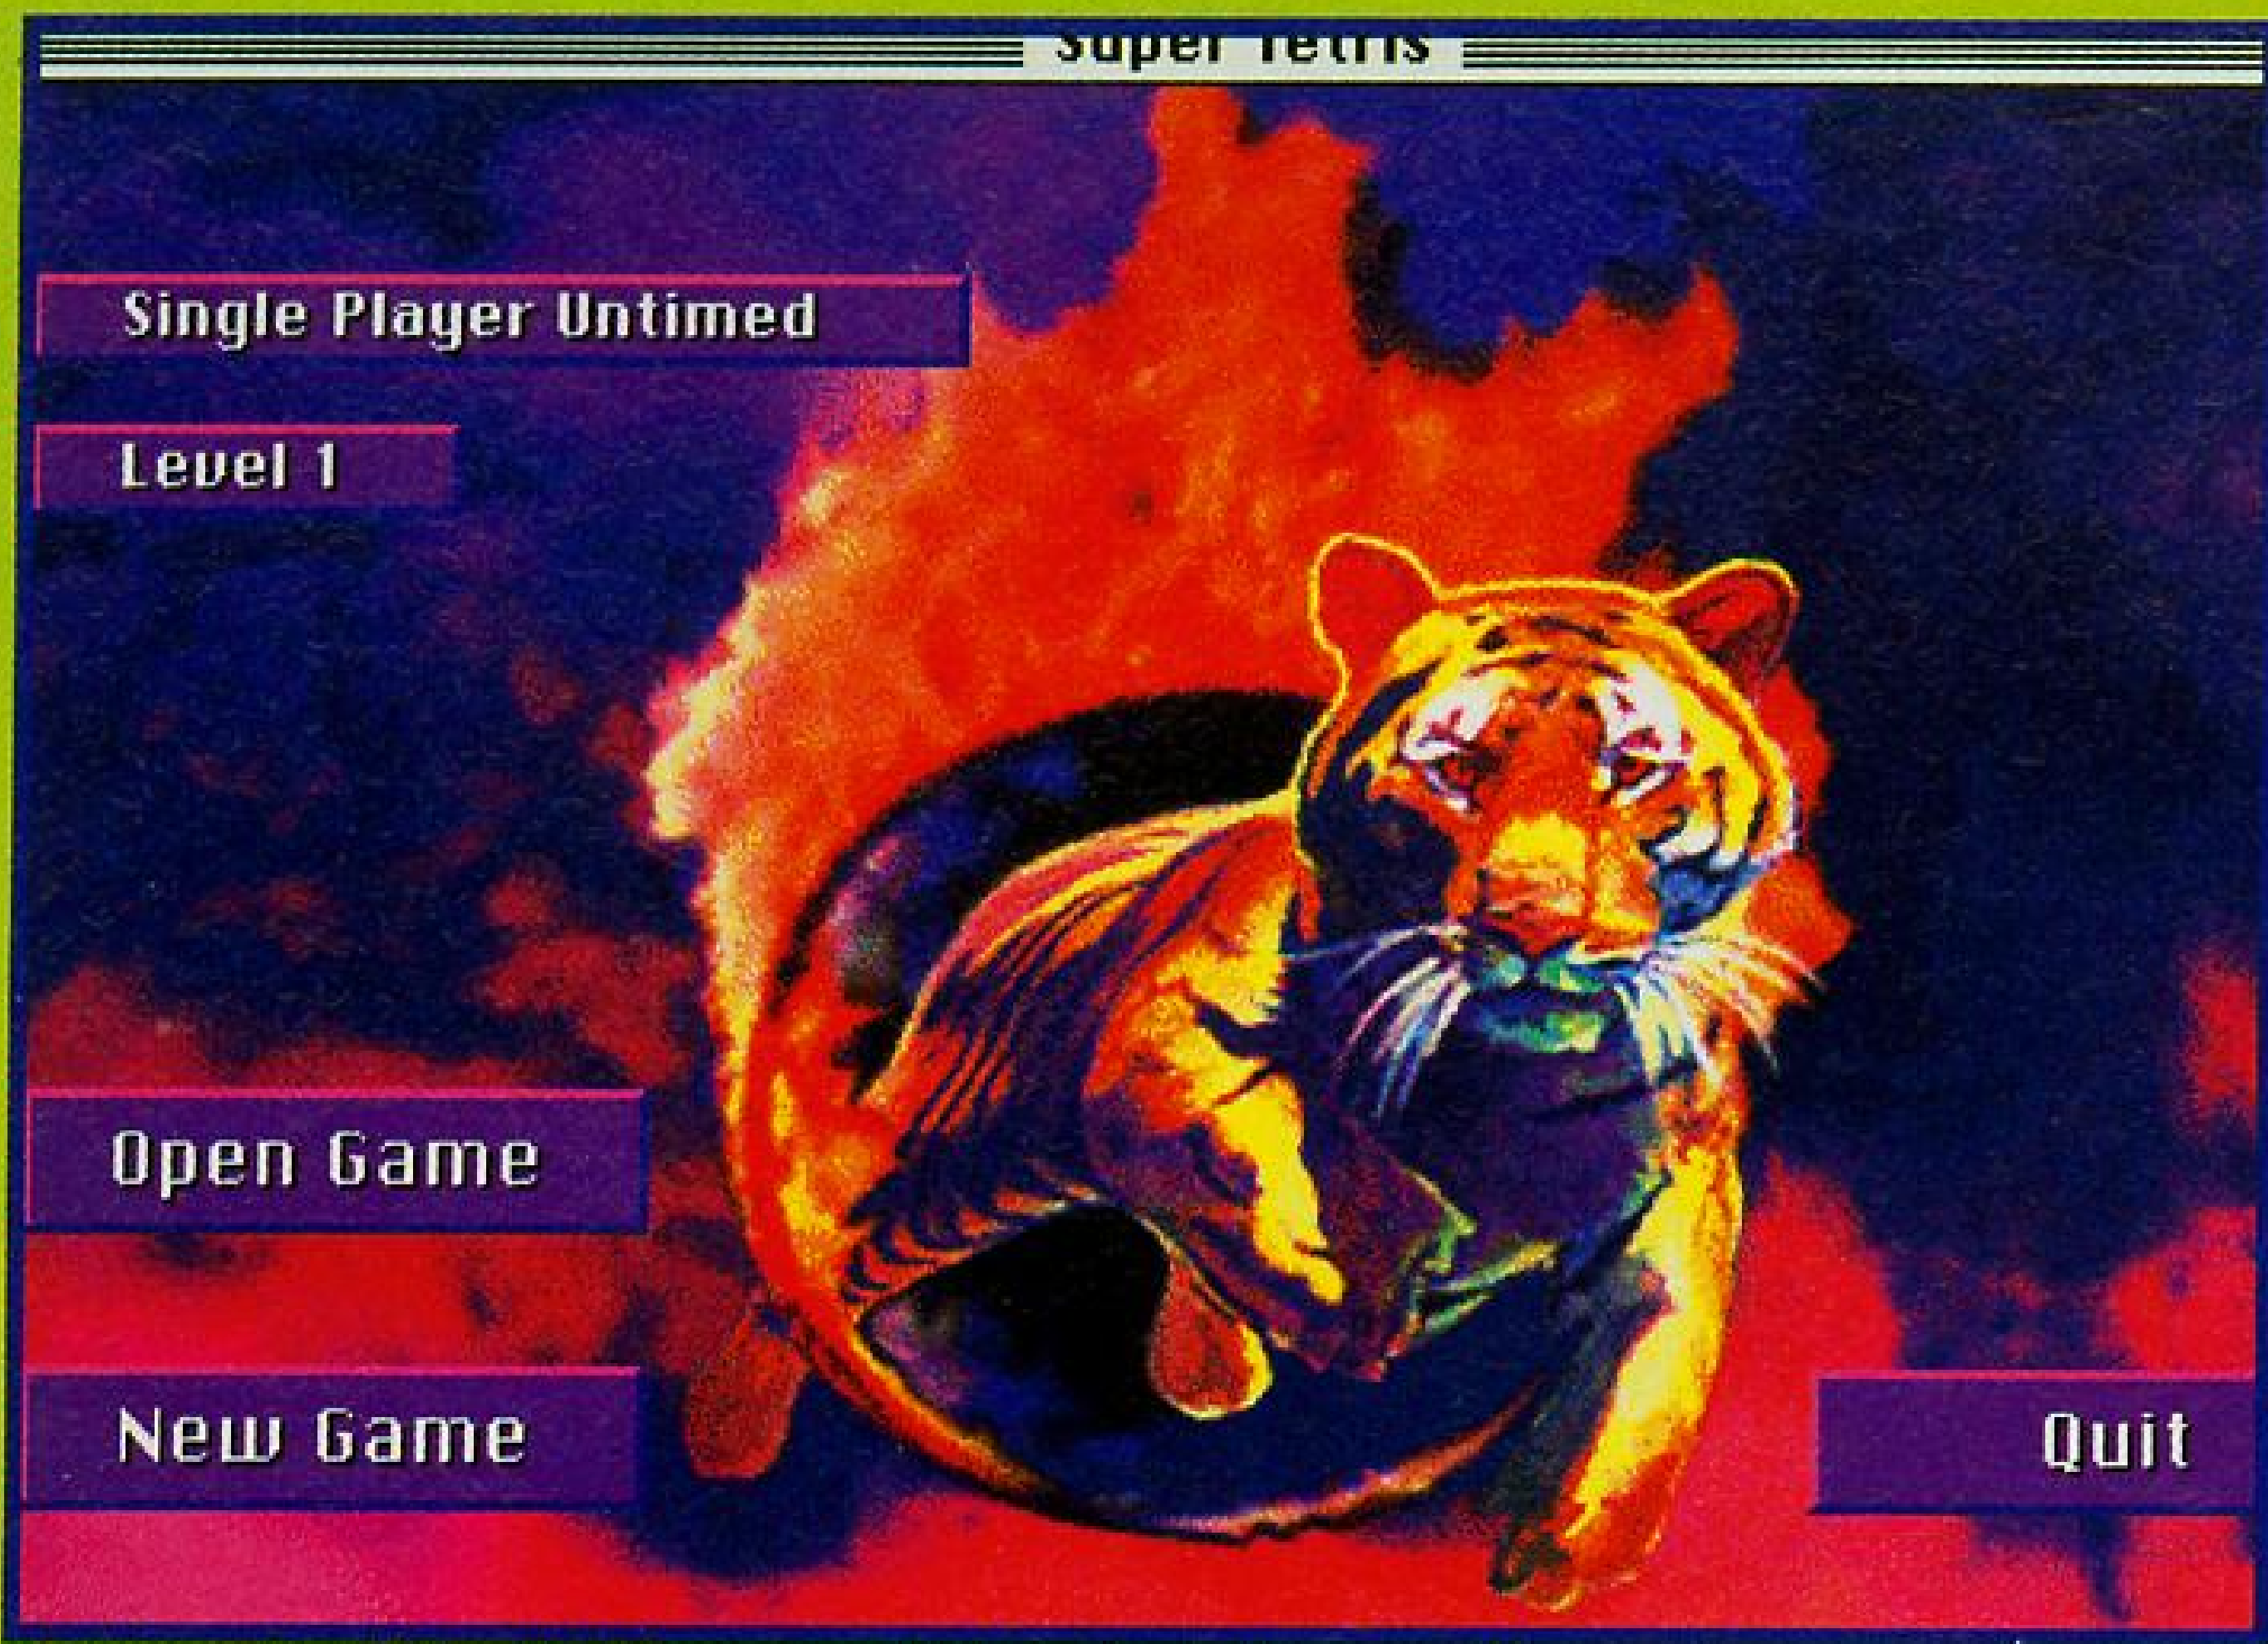 Super Tetris
Single Player Untimed
Level 1
Open Game
New Game
Quit